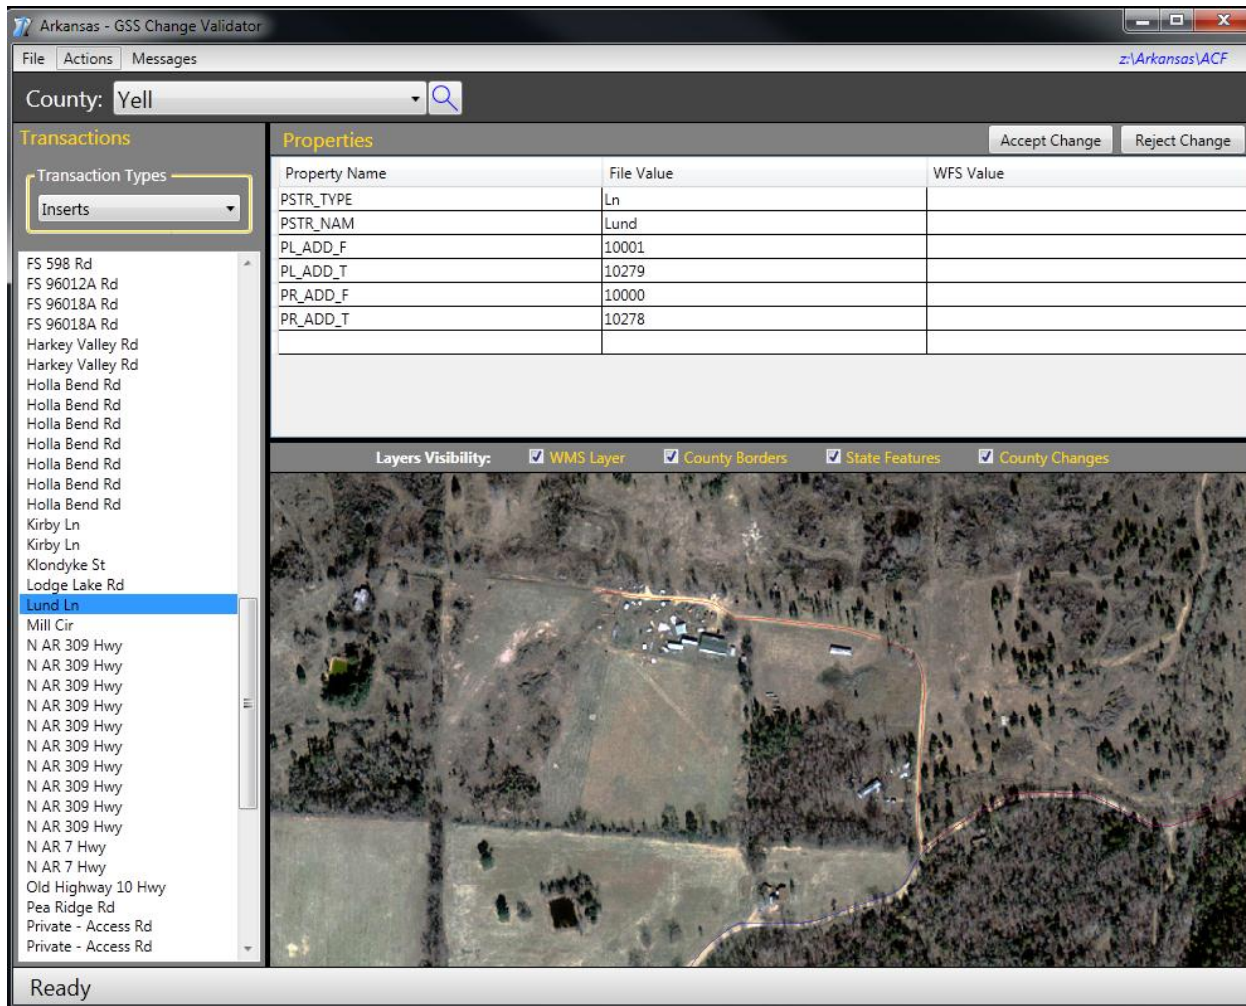 Arkansas - GSS Change Validator
File Actions Messages z:\Arkansas\ACF
County: Yell
Transactions
Transaction Types
Inserts
FS 598 Rd
FS 96012A Rd
FS 96018A Rd
FS 96018A Rd
Harkey Valley Rd
Harkey Valley Rd
Holla Bend Rd
Holla Bend Rd
Holla Bend Rd
Holla Bend Rd
Holla Bend Rd
Holla Bend Rd
Holla Bend Rd
Kirby Ln
Kirby Ln
Klondyke St
Lodge Lake Rd
Lund Ln
Mill Cir
N AR 309 Hwy
N AR 309 Hwy
N AR 309 Hwy
N AR 309 Hwy
N AR 309 Hwy
N AR 309 Hwy
N AR 309 Hwy
N AR 309 Hwy
N AR 309 Hwy
N AR 309 Hwy
N AR 7 Hwy
N AR 7 Hwy
Old Highway 10 Hwy
Pea Ridge Rd
Private - Access Rd
Private - Access Rd
Properties Accept Change Reject Change
Property Name File Value WFS Value
PSTR_TYPE Ln
PSTR_NAM Lund
PL_ADD_F 10001
PL_ADD_T 10279
PR_ADD_F 10000
PR_ADD_T 10278
Layers Visibility: WMS Layer County Borders State Features County Changes
Ready